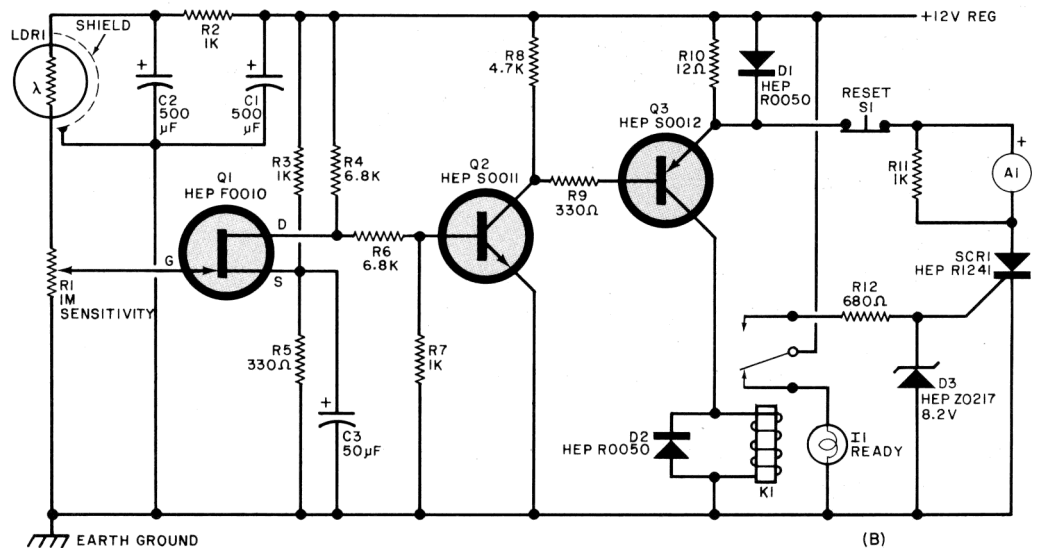 +12V REG
LDR1
SHIELD
λ
R2
1K
+
C2
500
µF
+
C1
500
µF
R3
1K
R4
6.8K
R8
4.7K
R10
12Ω
D1
HEP
R0050
RESET
S1
+
A1
R11
1K
Q1
HEP F0010
D
G
S
Q2
HEP S0011
Q3
HEP S0012
R9
330Ω
R6
6.8K
R1
1M
SENSITIVITY
R5
330Ω
R7
1K
+
C3
50µF
SCR1
HEP R1241
R12
680Ω
D3
HEP Z0217
8.2V
D2
HEP R0050
K1
I1
READY
EARTH GROUND
(B)